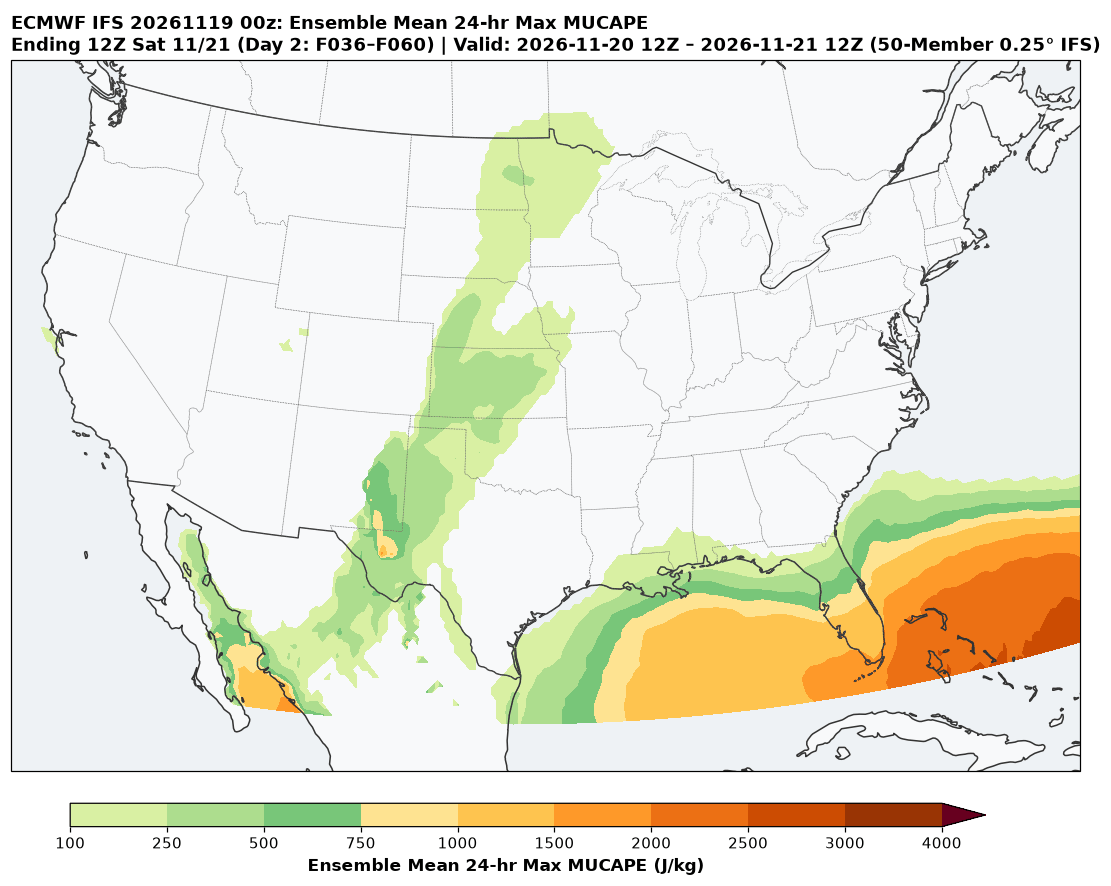 ECMWF IFS 20261119 00z: Ensemble Mean 24-hr Max MUCAPE
Ending 12Z Sat 11/21 (Day 2: F036–F060) | Valid: 2026-11-20 12Z – 2026-11-21 12Z (50-Member 0.25° IFS)
100 250 500 750 1000 1500 2000 2500 3000 4000
Ensemble Mean 24-hr Max MUCAPE (J/kg)